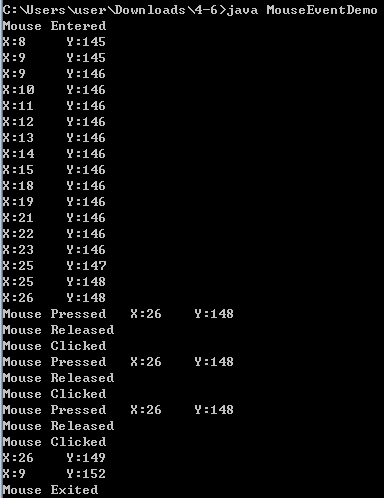 C:\Users\user\Downloads\4-6>java MouseEventDemo
Mouse Entered
X:8     Y:145
X:9     Y:145
X:9     Y:146
X:10    Y:146
X:11    Y:146
X:12    Y:146
X:13    Y:146
X:14    Y:146
X:15    Y:146
X:18    Y:146
X:19    Y:146
X:21    Y:146
X:22    Y:146
X:23    Y:146
X:25    Y:147
X:25    Y:148
X:26    Y:148
Mouse Pressed   X:26    Y:148
Mouse Released
Mouse Clicked
Mouse Pressed   X:26    Y:148
Mouse Released
Mouse Clicked
Mouse Pressed   X:26    Y:148
Mouse Released
Mouse Clicked
X:26    Y:149
X:9     Y:152
Mouse Exited